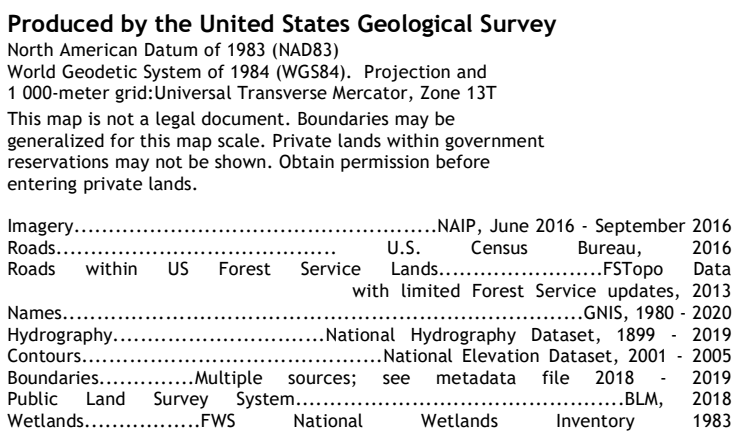 Produced by the United States Geological Survey
North American Datum of 1983 (NAD83)
World Geodetic System of 1984 (WGS84). Projection and
1 000-meter grid:Universal Transverse Mercator, Zone 13T
This map is not a legal document. Boundaries may be
generalized for this map scale. Private lands within government
reservations may not be shown. Obtain permission before
entering private lands.
Imagery.....................................................NAIP, June 2016 - September 2016
Roads......................................... U.S. Census Bureau, 2016
Roads within US Forest Service Lands........................FSTopo Data
with limited Forest Service updates, 2013
Names............................................................................GNIS, 1980 - 2020
Hydrography...............................National Hydrography Dataset, 1899 - 2019
Contours............................................National Elevation Dataset, 2001 - 2005
Boundaries..............Multiple sources; see metadata file 2018 - 2019
Public Land Survey System................................................BLM, 2018
Wetlands.................FWS National Wetlands Inventory 1983